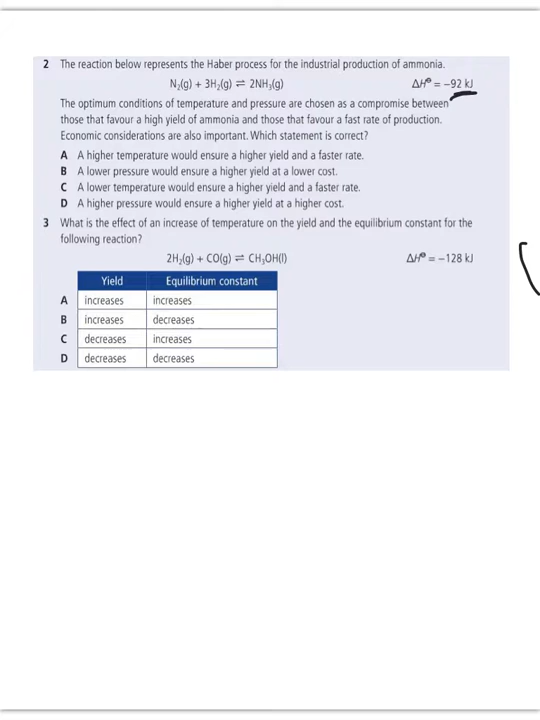 2 The reaction below represents the Haber process for the industrial production of ammonia.
N₂(g) + 3H₂(g) ⇌ 2NH₃(g) ΔH⦵ = −92 kJ
The optimum conditions of temperature and pressure are chosen as a compromise between
those that favour a high yield of ammonia and those that favour a fast rate of production.
Economic considerations are also important. Which statement is correct?
A A higher temperature would ensure a higher yield and a faster rate.
B A lower pressure would ensure a higher yield at a lower cost.
C A lower temperature would ensure a higher yield and a faster rate.
D A higher pressure would ensure a higher yield at a higher cost.
3 What is the effect of an increase of temperature on the yield and the equilibrium constant for the
following reaction?
2H₂(g) + CO(g) ⇌ CH₃OH(l) ΔH⦵ = −128 kJ
Yield Equilibrium constant
A increases increases
B increases decreases
C decreases increases
D decreases decreases